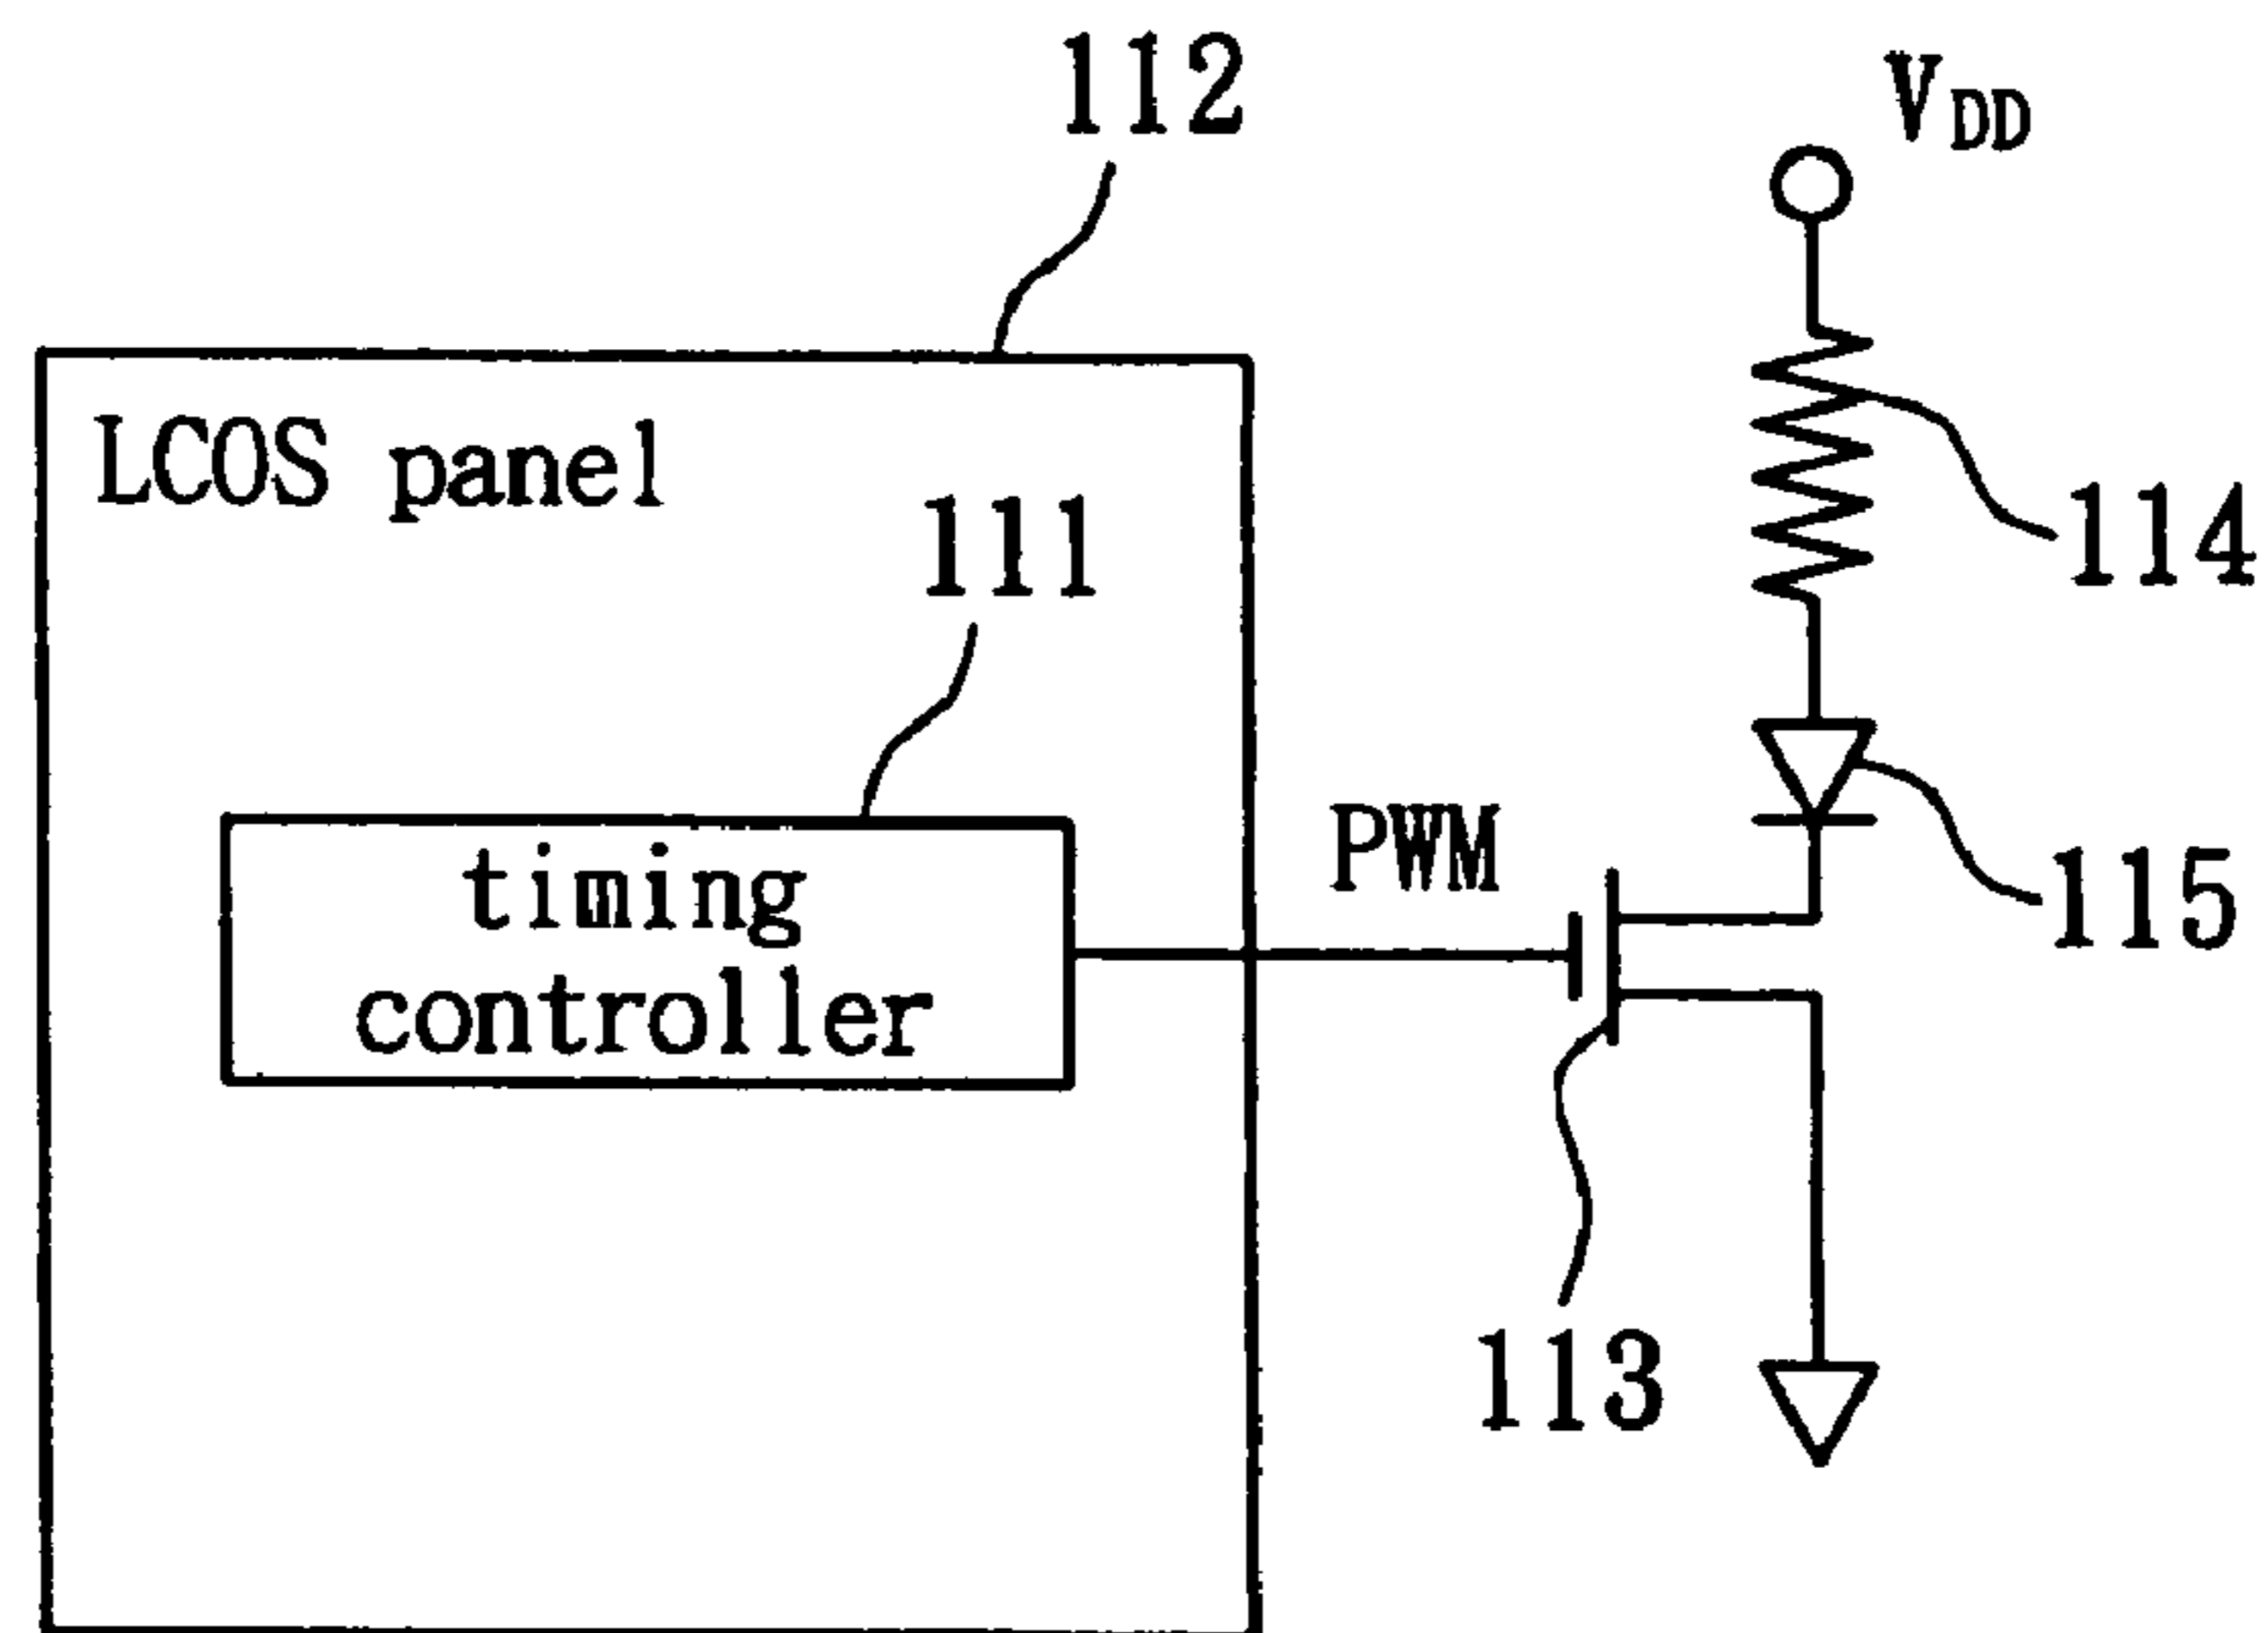 112
VDD
LCOS panel
111
114
timing
controller
PWM
115
113